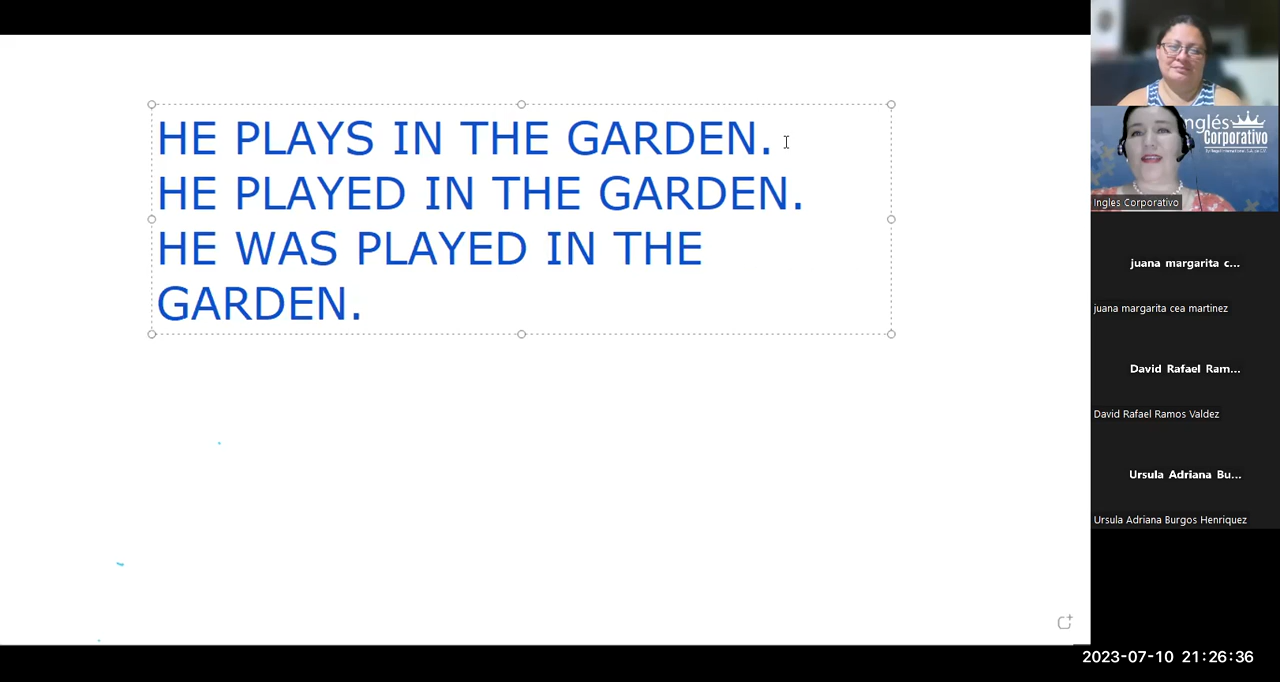 HE PLAYS IN THE GARDEN.
HE PLAYED IN THE GARDEN.
HE WAS PLAYED IN THE
GARDEN.
nglés
Corporativo
Ingles Corporativo
juana margarita c...
juana margarita cea martinez
David Rafael Ram...
David Rafael Ramos Valdez
Ursula Adriana Bu...
Ursula Adriana Burgos Henriquez
2023-07-10 21:26:36